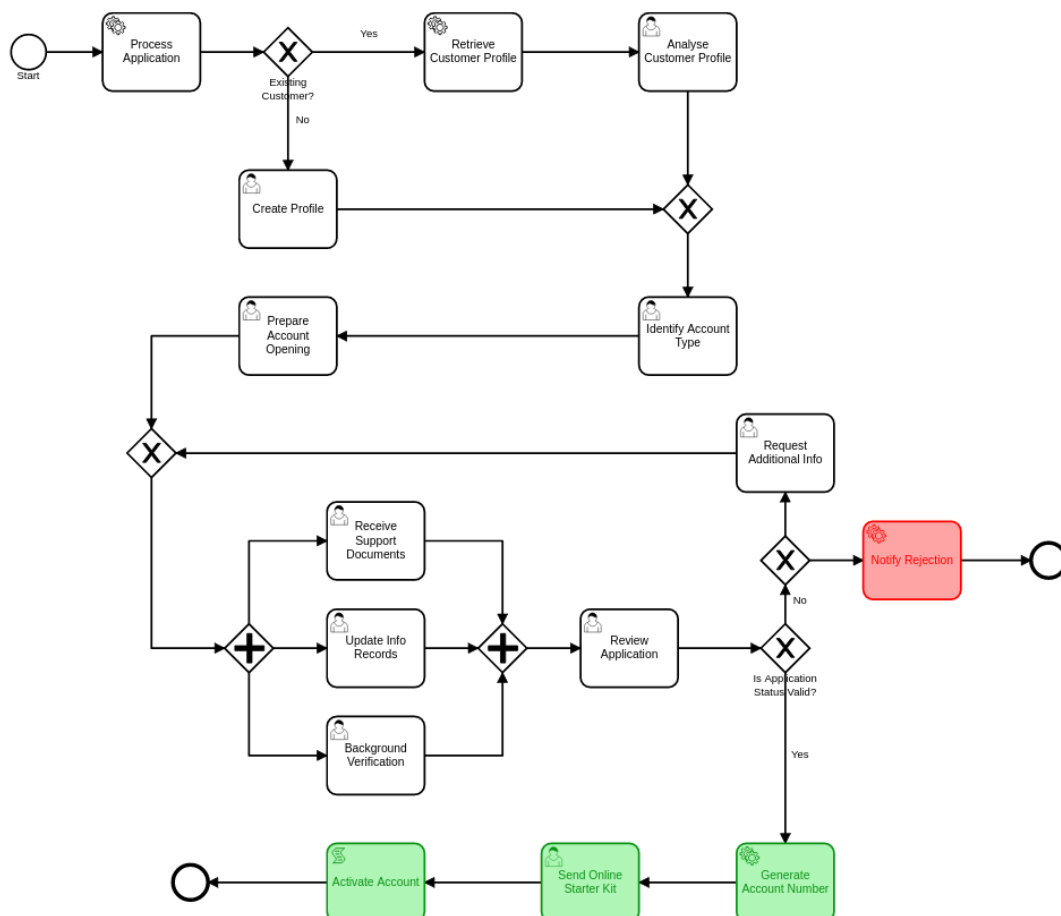 Start
Process
Application
Existing
Customer?
Yes
Retrieve
Customer Profile
Analyse
Customer Profile
No
Create Profile
Identify Account
Type
Prepare
Account
Opening
Request
Additional Info
Receive
Support
Documents
Notify Rejection
No
Update Info
Records
Review
Application
Is Application
Status Valid?
Background
Verification
Yes
Activate Account
Send Online
Starter Kit
Generate
Account Number